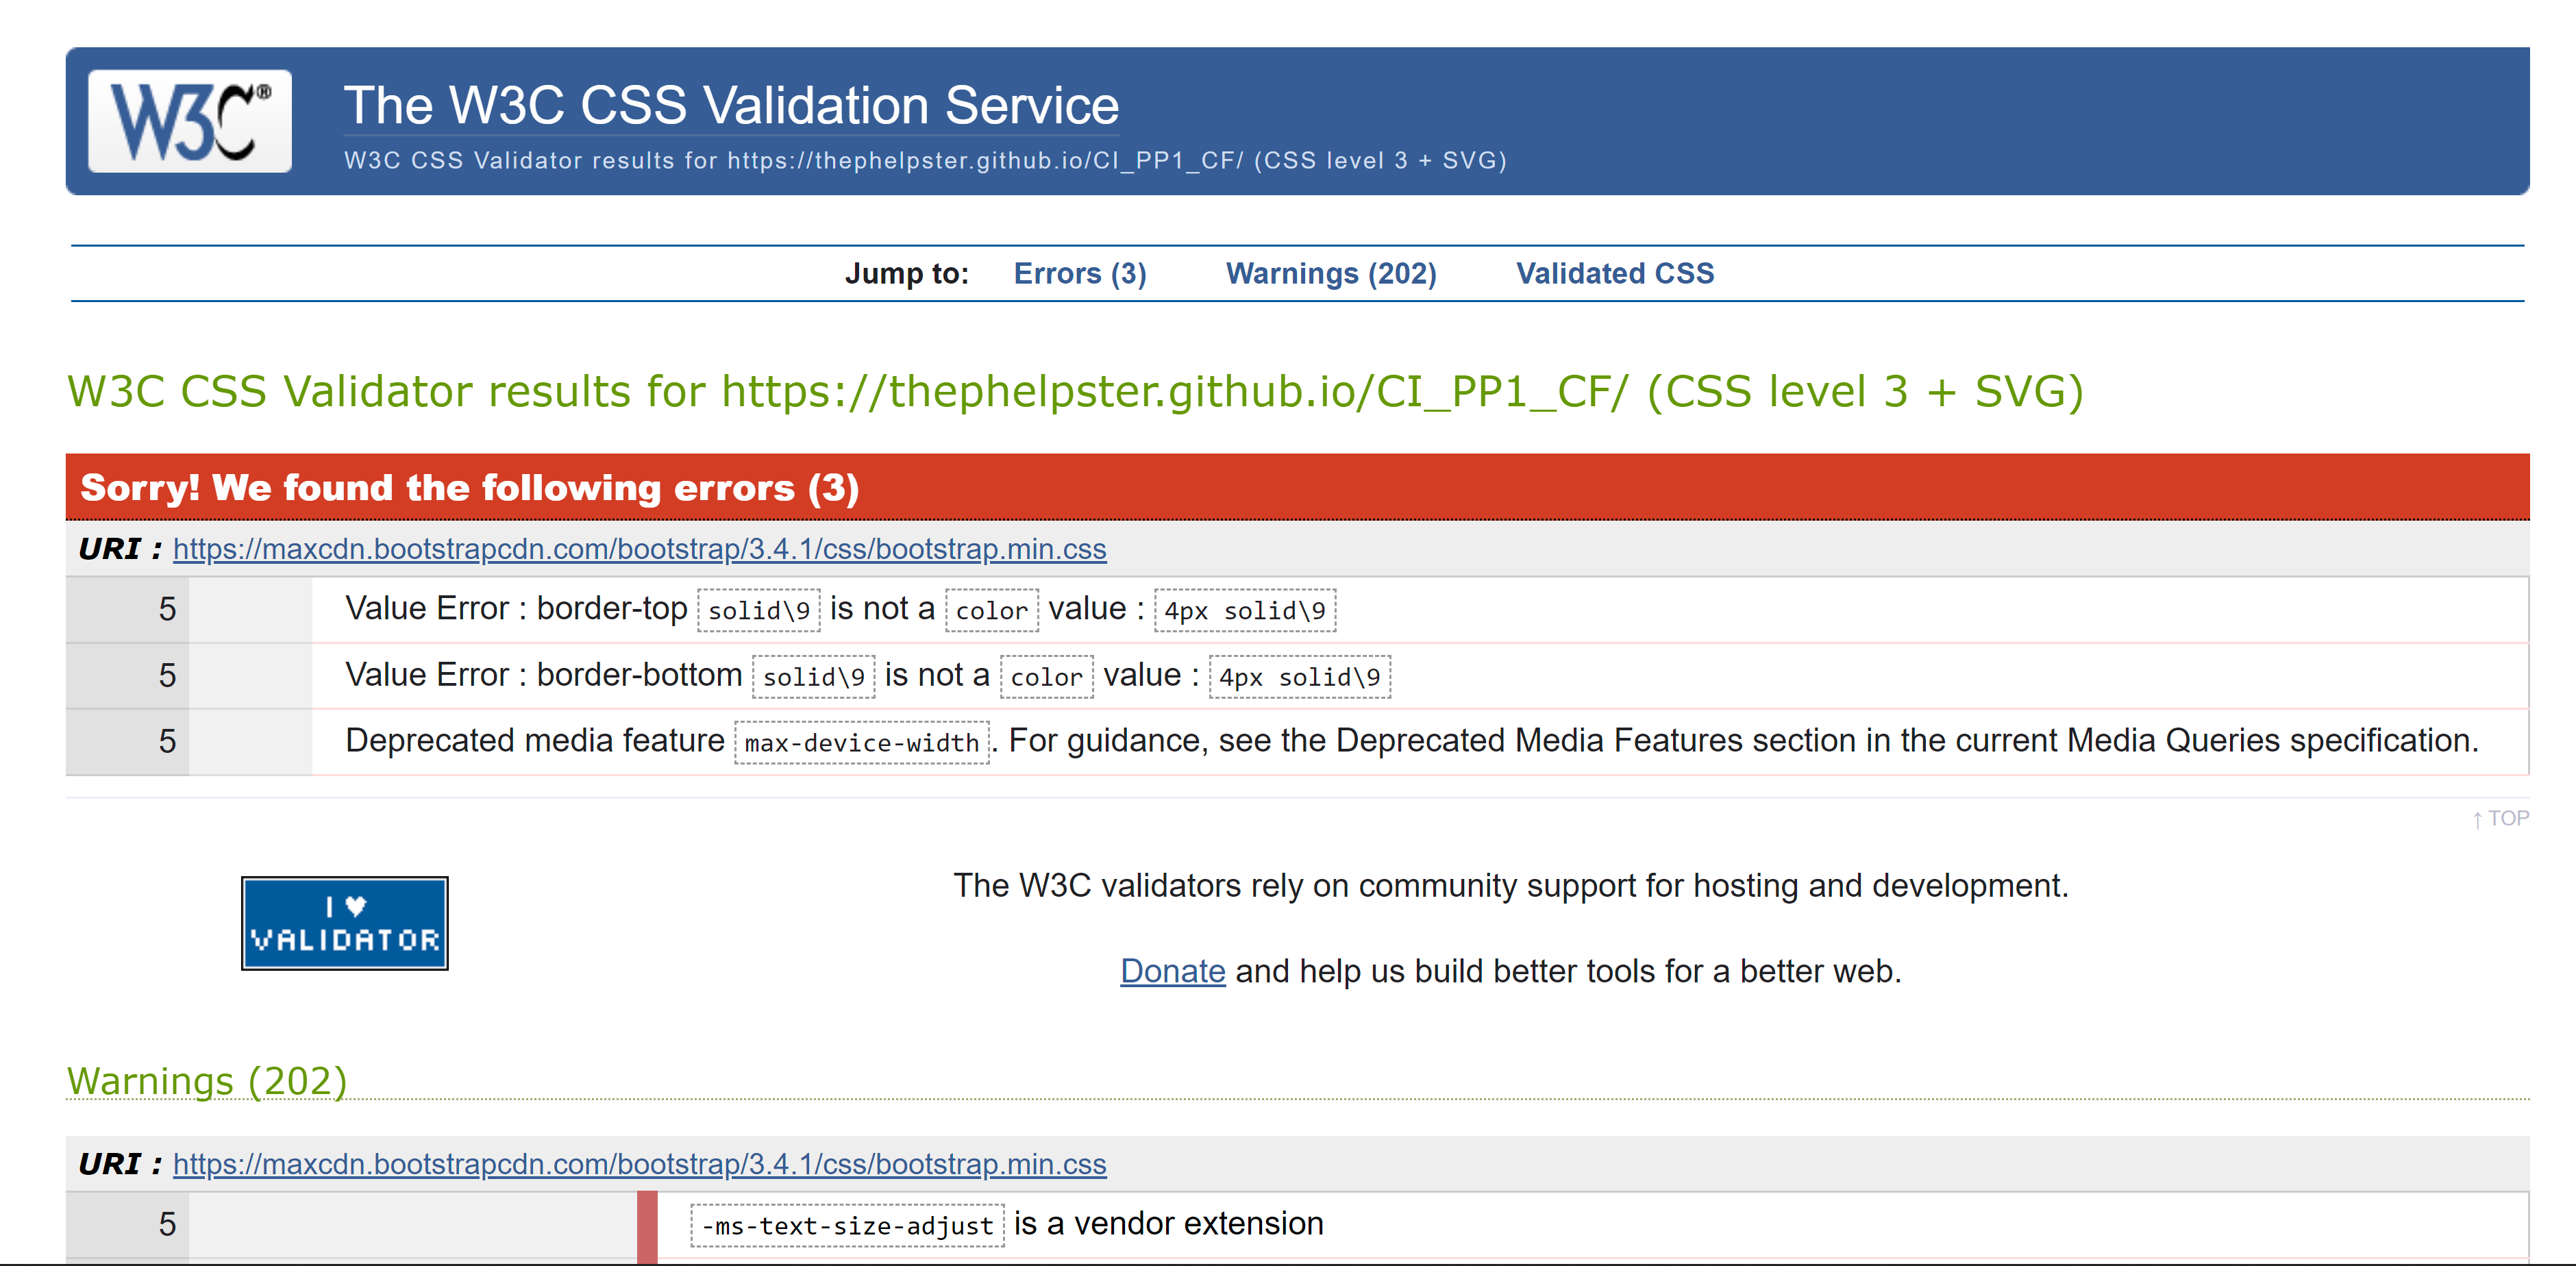 W3C®
The W3C CSS Validation Service
W3C CSS Validator results for https://thephelpster.github.io/CI_PP1_CF/ (CSS level 3 + SVG)
Jump to: Errors (3) Warnings (202) Validated CSS
W3C CSS Validator results for https://thephelpster.github.io/CI_PP1_CF/ (CSS level 3 + SVG)
Sorry! We found the following errors (3)
URI : https://maxcdn.bootstrapcdn.com/bootstrap/3.4.1/css/bootstrap.min.css
5 Value Error : border-top solid\9 is not a color value : 4px solid\9
5 Value Error : border-bottom solid\9 is not a color value : 4px solid\9
5 Deprecated media feature max-device-width. For guidance, see the Deprecated Media Features section in the current Media Queries specification.
↑ TOP
I ♥
VALIDATOR
The W3C validators rely on community support for hosting and development.
Donate and help us build better tools for a better web.
Warnings (202)
URI : https://maxcdn.bootstrapcdn.com/bootstrap/3.4.1/css/bootstrap.min.css
5 -ms-text-size-adjust is a vendor extension